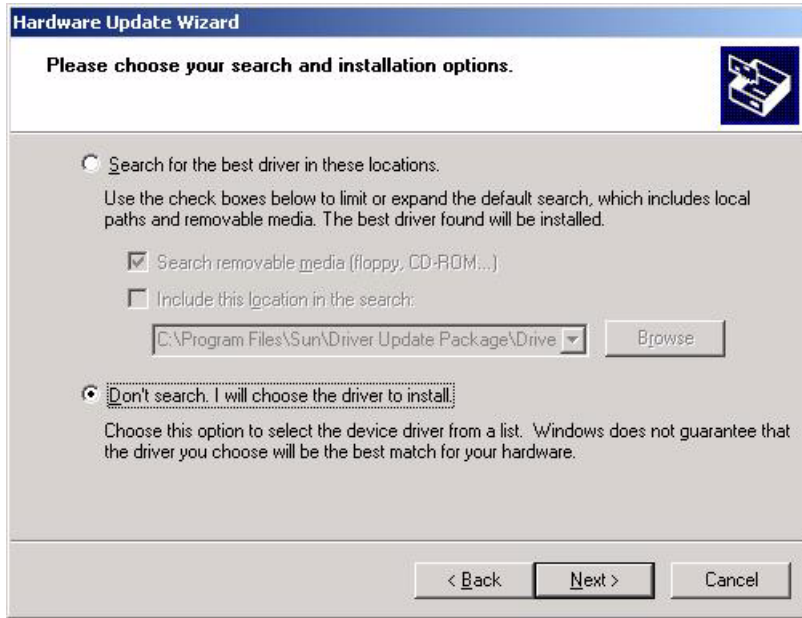 Hardware Update Wizard
Please choose your search and installation options.
Search for the best driver in these locations.
Use the check boxes below to limit or expand the default search, which includes local
paths and removable media. The best driver found will be installed.
Search removable media (floppy, CD-ROM...)
Include this location in the search:
C:\Program Files\Sun\Driver Update Package\Drive
Browse
Don't search. I will choose the driver to install.
Choose this option to select the device driver from a list.  Windows does not guarantee that
the driver you choose will be the best match for your hardware.
< Back
Next >
Cancel